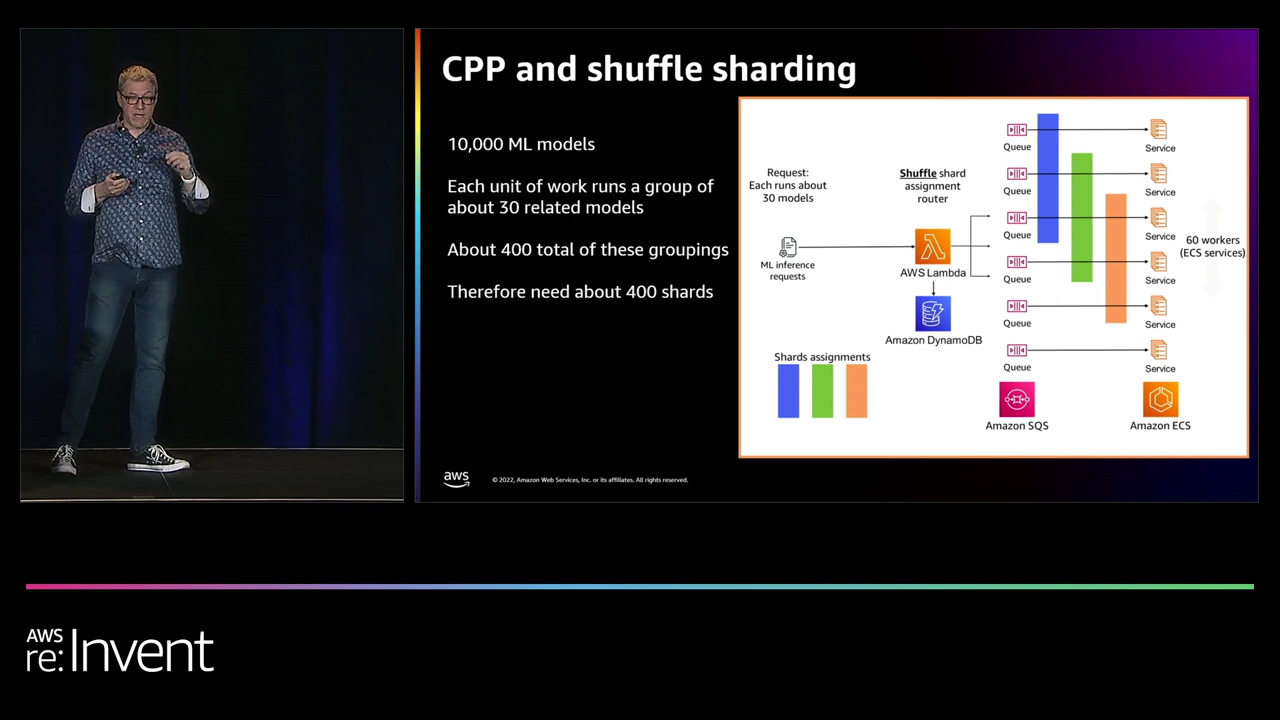 CPP and shuffle sharding
10,000 ML models
Each unit of work runs a group of
about 30 related models
About 400 total of these groupings
Therefore need about 400 shards
Request:
Each runs about
30 models
ML inference
requests
Shuffle shard
assignment
router
AWS Lambda
Amazon DynamoDB
Shards assignments
Queue
Queue
Queue
Queue
Queue
Queue
Service
Service
Service
Service
Service
Service
60 workers
(ECS services)
Amazon SQS
Amazon ECS
aws
© 2022, Amazon Web Services, Inc. or its affiliates. All rights reserved.
AWS
re:Invent